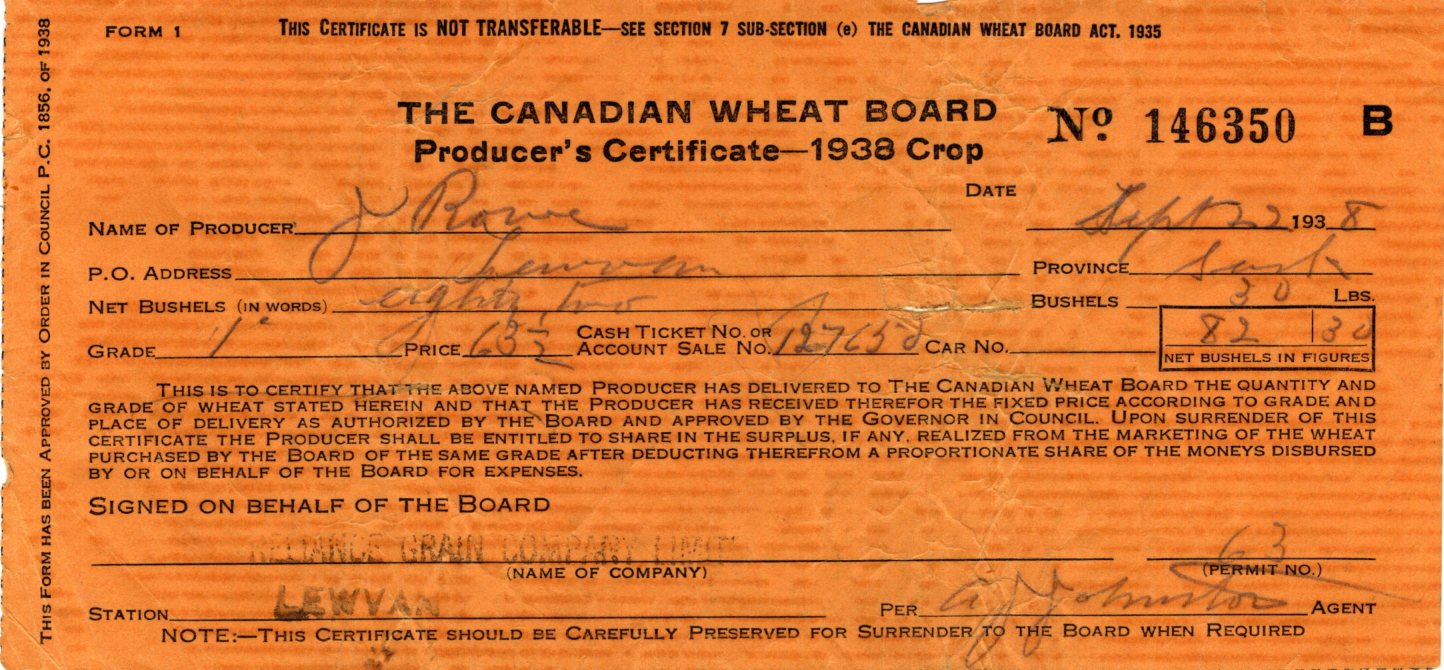 FORM 1 THIS CERTIFICATE IS NOT TRANSFERABLE—SEE SECTION 7 SUB-SECTION (e) THE CANADIAN WHEAT BOARD ACT. 1935
THIS FORM HAS BEEN APPROVED BY ORDER IN COUNCIL P.C. 1856, OF 1938
THE CANADIAN WHEAT BOARD Nº 146350 B
Producer's Certificate—1938 Crop
DATE Sept 22 1938
NAME OF PRODUCER J Rowe
P.O. ADDRESS Lewvan PROVINCE Sask
NET BUSHELS (IN WORDS) eighty two BUSHELS 30 LBS.
GRADE 1º PRICE 63½ CASH TICKET NO. OR ACCOUNT SALE NO. 127650 CAR NO. 82 30
NET BUSHELS IN FIGURES
THIS IS TO CERTIFY THAT THE ABOVE NAMED PRODUCER HAS DELIVERED TO THE CANADIAN WHEAT BOARD THE QUANTITY AND
GRADE OF WHEAT STATED HEREIN AND THAT THE PRODUCER HAS RECEIVED THEREFOR THE FIXED PRICE ACCORDING TO GRADE AND
PLACE OF DELIVERY AS AUTHORIZED BY THE BOARD AND APPROVED BY THE GOVERNOR IN COUNCIL. UPON SURRENDER OF THIS
CERTIFICATE THE PRODUCER SHALL BE ENTITLED TO SHARE IN THE SURPLUS, IF ANY, REALIZED FROM THE MARKETING OF THE WHEAT
PURCHASED BY THE BOARD OF THE SAME GRADE AFTER DEDUCTING THEREFROM A PROPORTIONATE SHARE OF THE MONEYS DISBURSED
BY OR ON BEHALF OF THE BOARD FOR EXPENSES.
SIGNED ON BEHALF OF THE BOARD
RELIANCE GRAIN COMPANY LIMIT 63
(NAME OF COMPANY) (PERMIT NO.)
STATION LEWVAN PER A J Johnston AGENT
NOTE:—THIS CERTIFICATE SHOULD BE CAREFULLY PRESERVED FOR SURRENDER TO THE BOARD WHEN REQUIRED